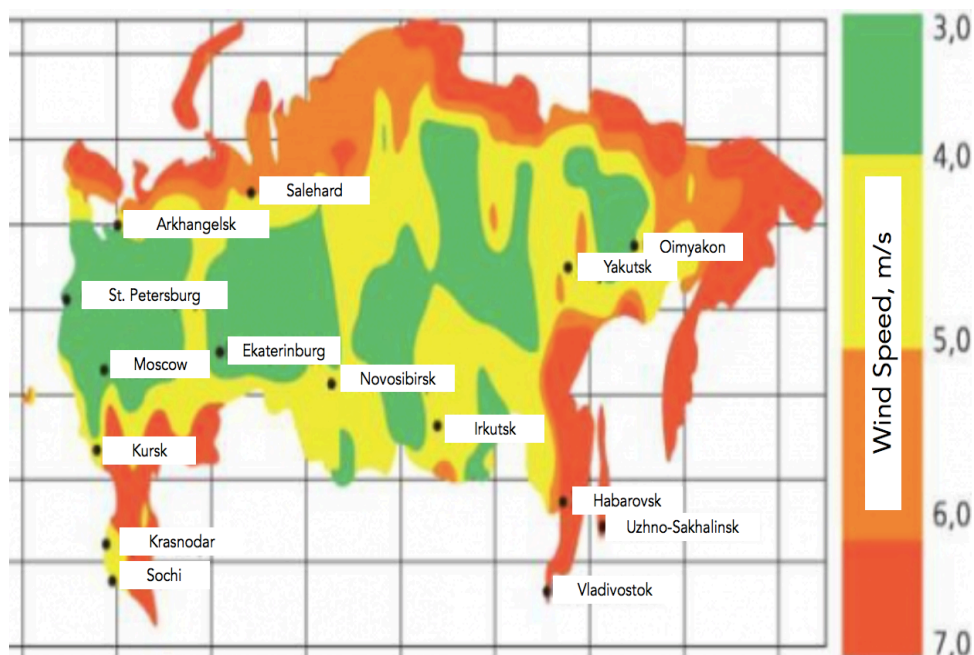 3,0
4,0
Salehard
Arkhangelsk
Oimyakon
Yakutsk
St. Petersburg
5,0
Ekaterinburg
Moscow
Novosibirsk
Wind Speed, m/s
Irkutsk
Kursk
Habarovsk
6,0
Uzhno-Sakhalinsk
Krasnodar
Sochi
Vladivostok
7,0